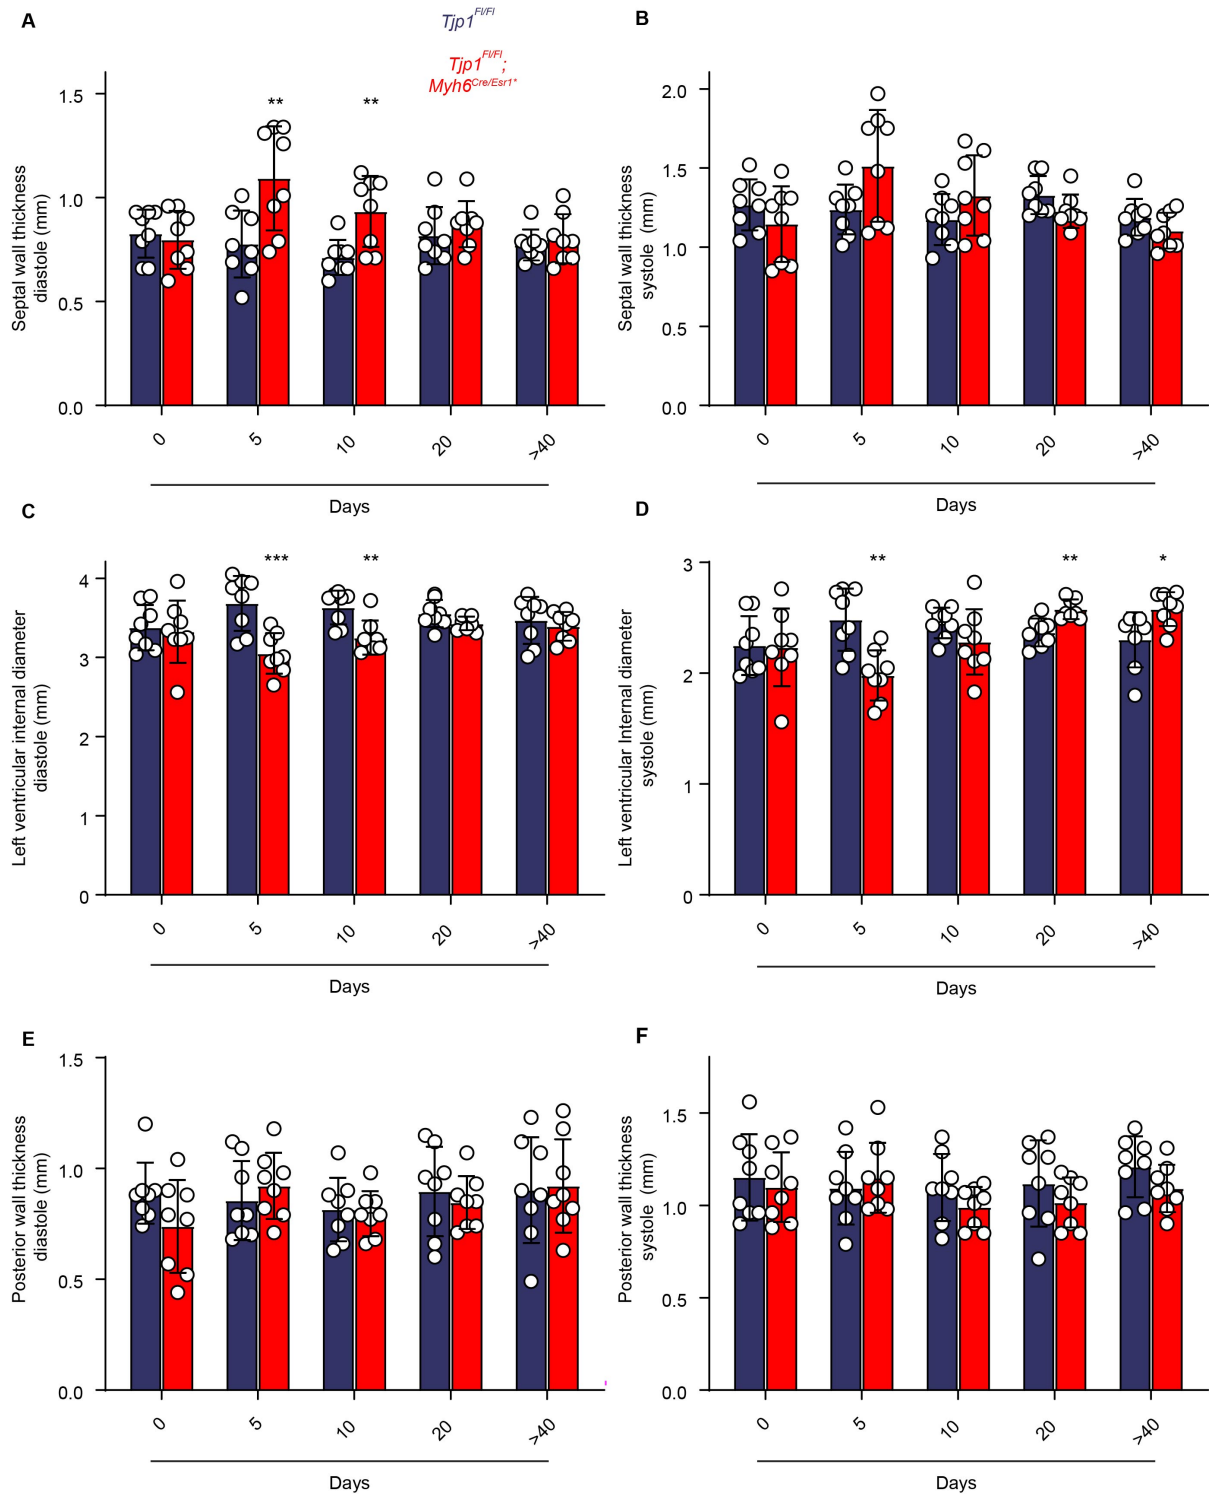 A
Tjp1^Fl/Fl
Tjp1^Fl/Fl;
Myh6^Cre/Esr1*
Septal wall thickness
diastole (mm)
1.5
1.0
0.5
0.0
** **
0 5 10 20 >40
Days
B
Septal wall thickness
systole (mm)
2.0
1.5
1.0
0.5
0.0
0 5 10 20 >40
Days
C
Left ventricular internal diameter
diastole (mm)
4
3
2
1
0
*** **
0 5 10 20 >40
Days
D
Left ventricular Internal diameter
systole (mm)
3
2
1
0
** ** *
0 5 10 20 >40
Days
E
Posterior wall thickness
diastole (mm)
1.5
1.0
0.5
0.0
0 5 10 20 >40
Days
F
Posterior wall thickness
systole (mm)
1.5
1.0
0.5
0.0
0 5 10 20 >40
Days